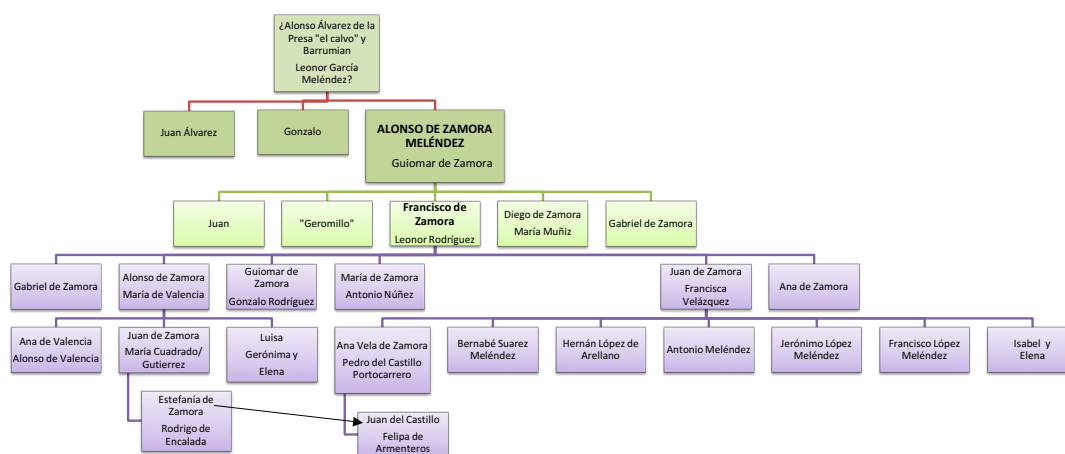 ¿Alonso Álvarez de la
Presa "el calvo" y
Barrumian
Leonor García
Meléndez?
Juan Álvarez
Gonzalo
ALONSO DE ZAMORA
MELÉNDEZ
Guiomar de Zamora
Juan
"Geromillo"
Francisco de
Zamora
Leonor Rodríguez
Diego de Zamora
María Muñiz
Gabriel de Zamora
Gabriel de Zamora
Alonso de Zamora
María de Valencia
Guiomar de
Zamora
Gonzalo Rodríguez
María de Zamora
Antonio Núñez
Juan de Zamora
Francisca
Velázquez
Ana de Zamora
Ana de Valencia
Alonso de Valencia
Juan de Zamora
María Cuadrado/
Gutierrez
Luisa
Gerónima y
Elena
Ana Vela de Zamora
Pedro del Castillo
Portocarrero
Bernabé Suarez
Meléndez
Hernán López de
Arellano
Antonio Meléndez
Jerónimo López
Meléndez
Francisco López
Meléndez
Isabel y
Elena
Estefanía de
Zamora
Rodrigo de
Encalada
Juan del Castillo
Felipa de
Armenteros